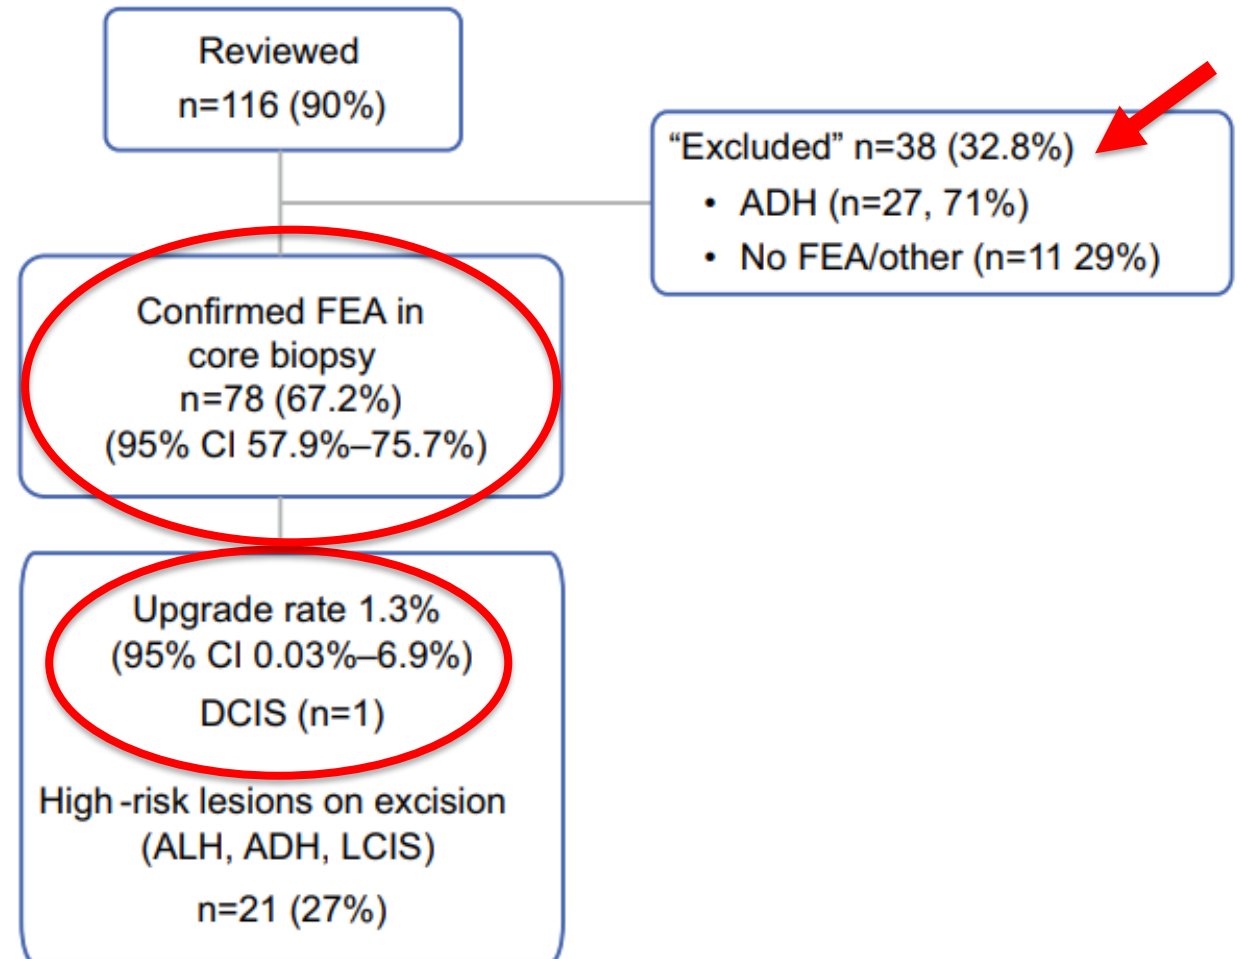 Reviewed
n=116 (90%)
“Excluded” n=38 (32.8%)
• ADH (n=27, 71%)
• No FEA/other (n=11 29%)
Confirmed FEA in
core biopsy
n=78 (67.2%)
(95% CI 57.9%–75.7%)
Upgrade rate 1.3%
(95% CI 0.03%–6.9%)
DCIS (n=1)
High-risk lesions on excision
(ALH, ADH, LCIS)
n=21 (27%)